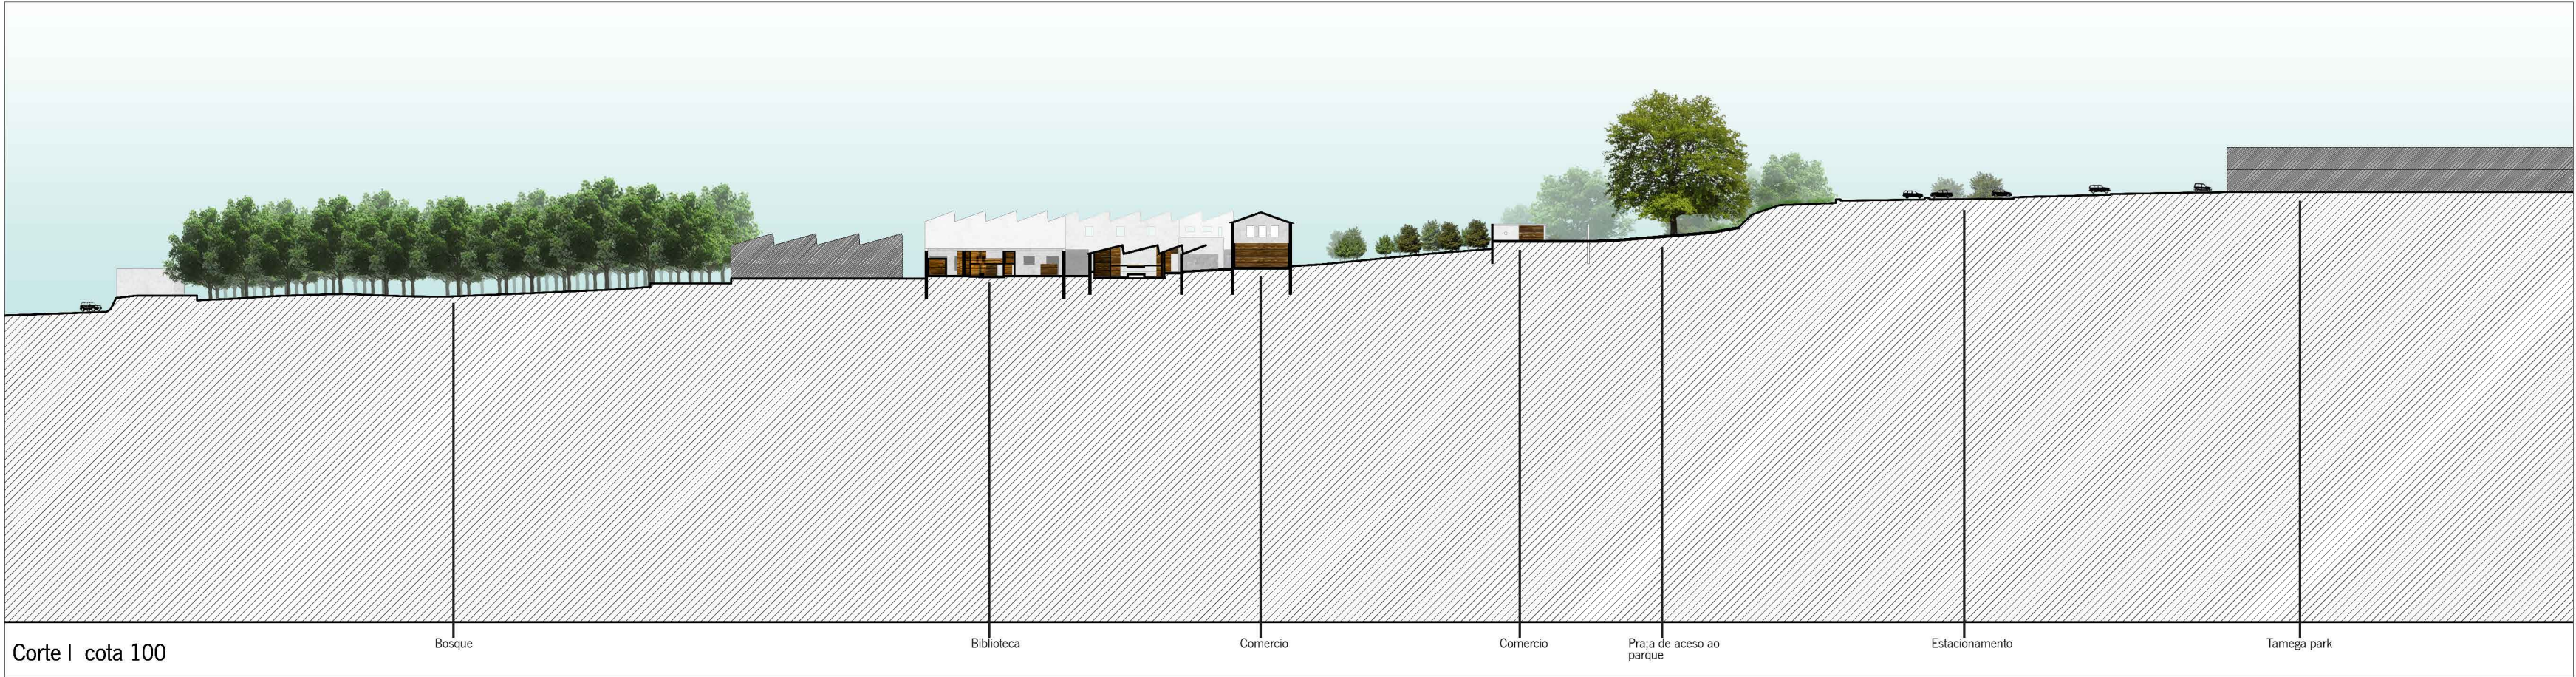 Bosque
Biblioteca
Comercio
Comercio
Pra;a de aceso ao
parque
Estacionamento
Tamega park
Corte I cota 100